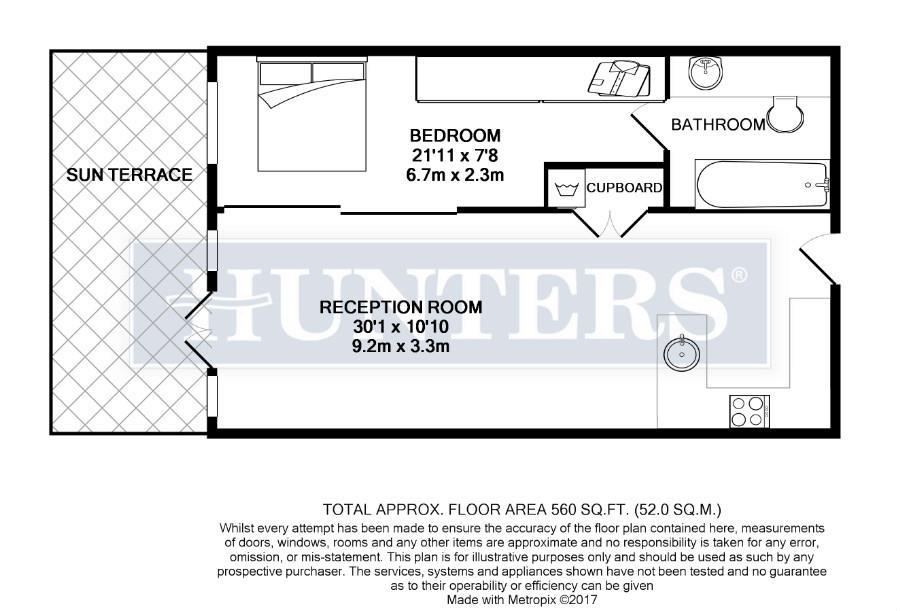 BEDROOM
21'11 x 7'8
6.7m x 2.3m
BATHROOM
SUN TERRACE
CUPBOARD
HUNTERS®
RECEPTION ROOM
30'1 x 10'10
9.2m x 3.3m
TOTAL APPROX. FLOOR AREA 560 SQ.FT. (52.0 SQ.M.)
Whilst every attempt has been made to ensure the accuracy of the floor plan contained here, measurements
of doors, windows, rooms and any other items are approximate and no responsibility is taken for any error,
omission, or mis-statement. This plan is for illustrative purposes only and should be used as such by any
prospective purchaser. The services, systems and appliances shown have not been tested and no guarantee
as to their operability or efficiency can be given
Made with Metropix ©2017